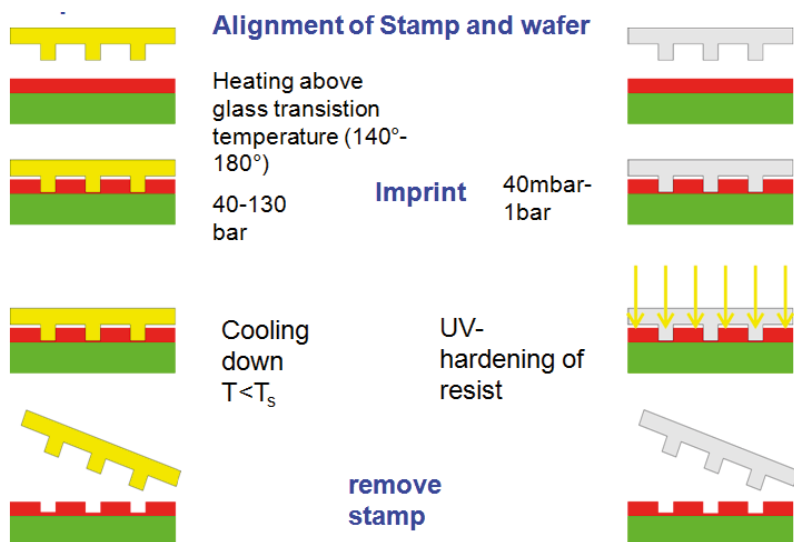 Alignment of Stamp and wafer
Heating above
glass transistion
temperature (140°-
180°)
40-130
bar
Imprint
40mbar-
1bar
Cooling
down
T<Ts
UV-
hardening of
resist
remove
stamp